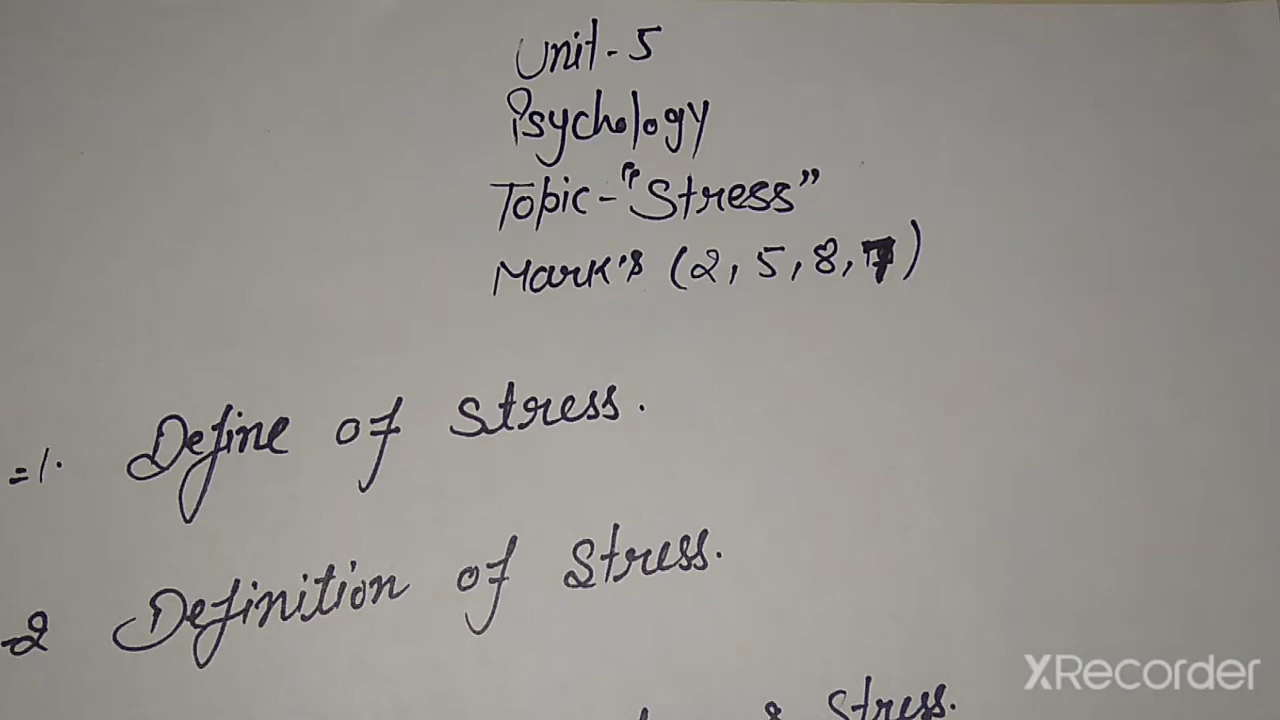 Unit - 5
Psychology
Topic - "Stress"
Mark's (2, 5, 8, 7)
=1. Define of Stress.
-2 Definition of Stress.
Stress.
XRecorder